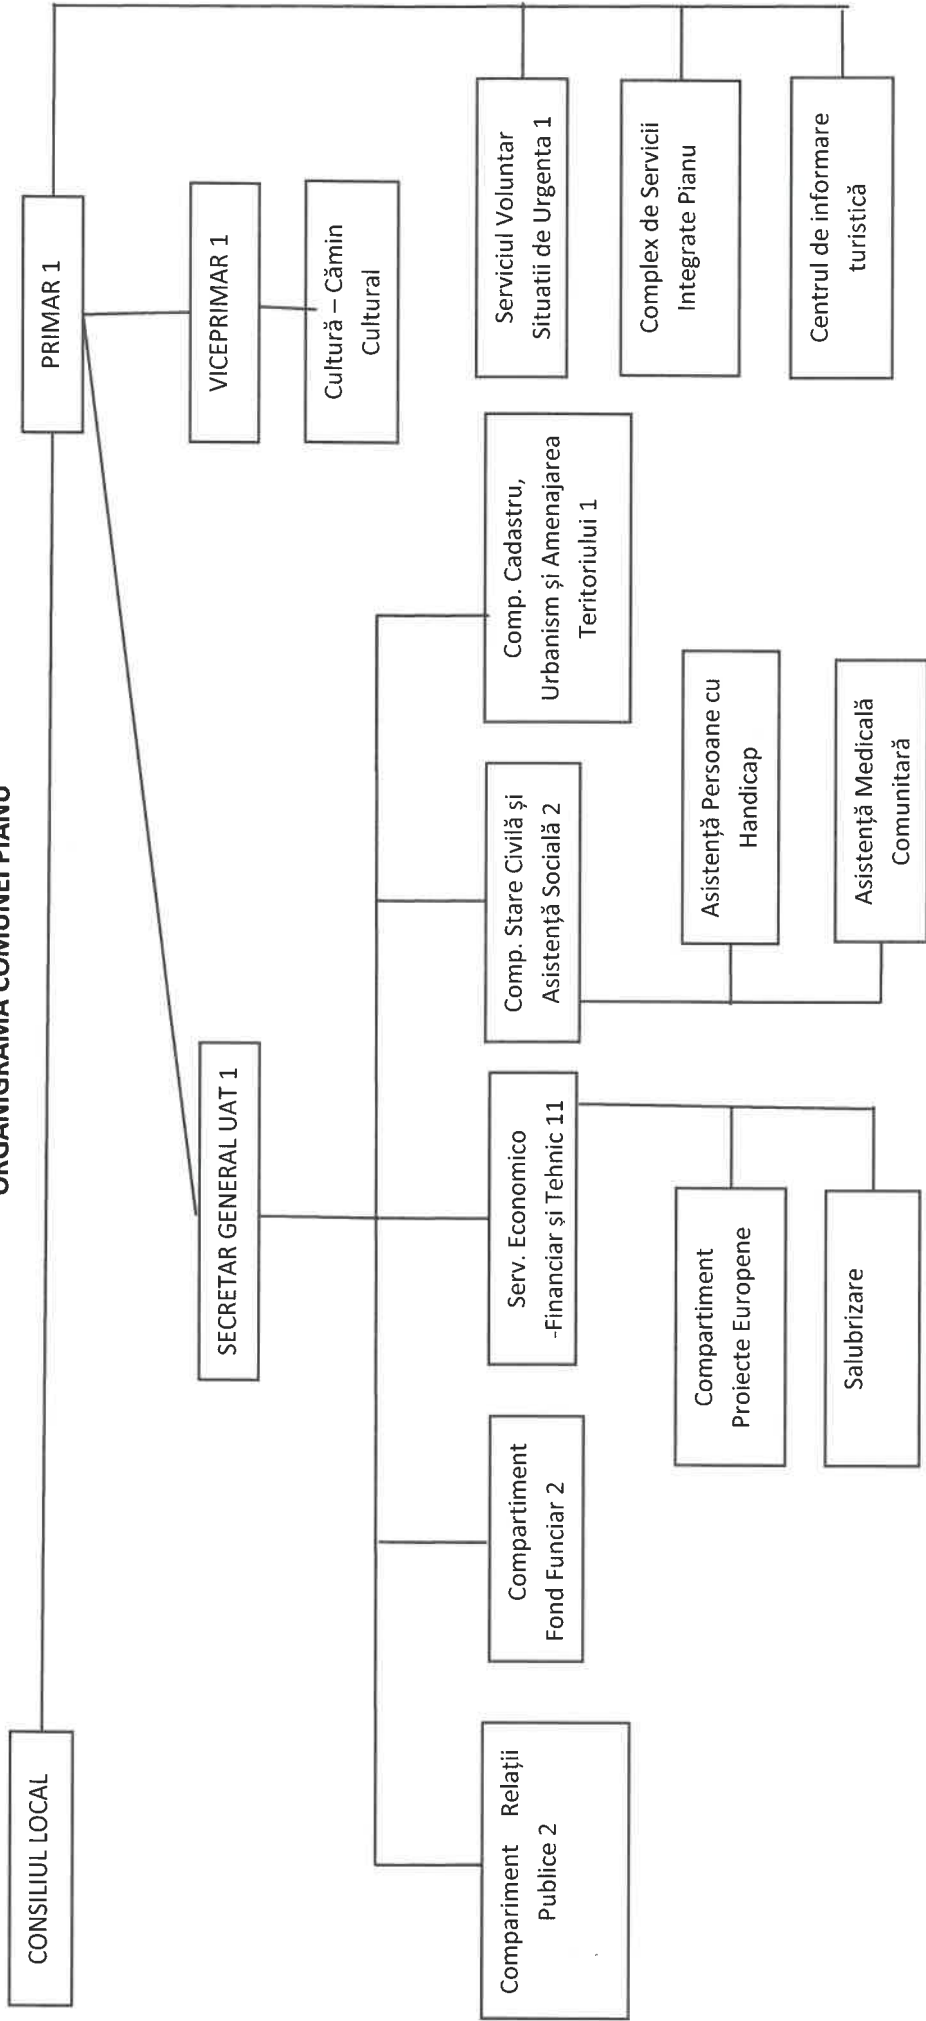 ORGANIGRAMA COMUNEI PIANU
CONSILIUL LOCAL
PRIMAR 1
SECRETAR GENERAL UAT 1
VICEPRIMAR 1
Cultură – Cămin
Cultural
Compariment Relații
Publice 2
Compartiment
Fond Funciar 2
Serv. Economico
-Financiar și Tehnic 11
Comp. Stare Civilă și
Asistență Socială 2
Comp. Cadastru,
Urbanism și Amenajarea
Teritoriului 1
Serviciul Voluntar
Situatii de Urgenta 1
Compartiment
Proiecte Europene
Asistență Persoane cu
Handicap
Complex de Servicii
Integrate Pianu
Salubrizare
Asistență Medicală
Comunitară
Centrul de informare
turistică